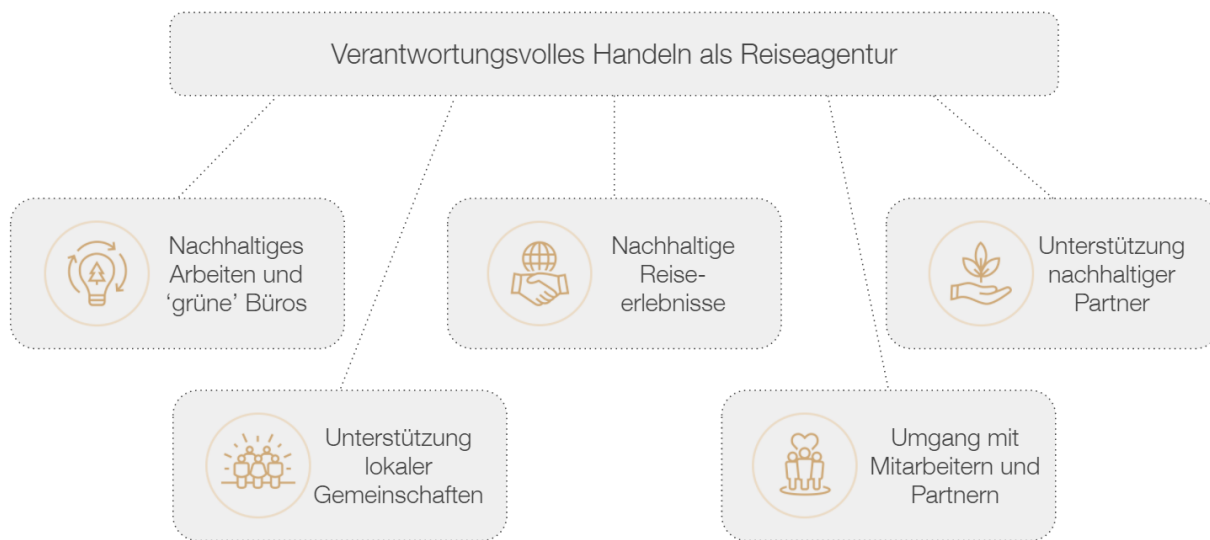 Verantwortungsvolles Handeln als Reiseagentur
Nachhaltiges
Arbeiten und
‘grüne’ Büros
Nachhaltige
Reise-
erlebnisse
Unterstützung
nachhaltiger
Partner
Unterstützung
lokaler
Gemeinschaften
Umgang mit
Mitarbeitern und
Partnern